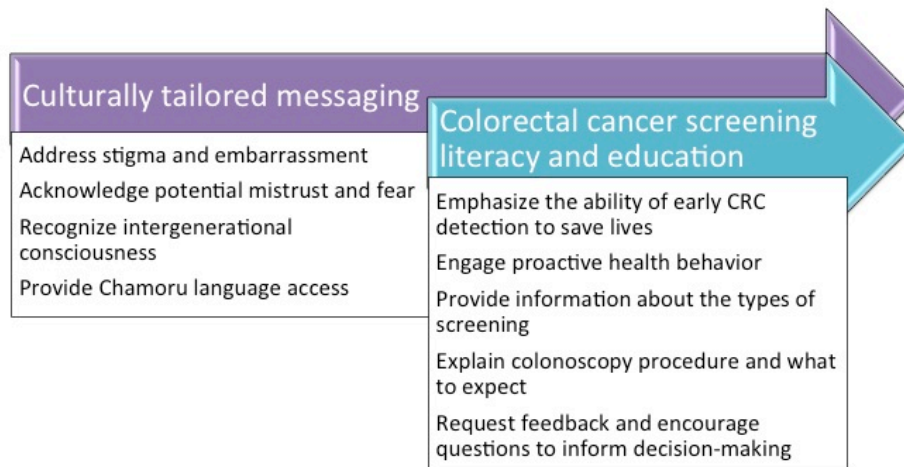 Culturally tailored messaging
Address stigma and embarrassment
Acknowledge potential mistrust and fear
Recognize intergenerational
consciousness
Provide Chamoru language access
Colorectal cancer screening
literacy and education
Emphasize the ability of early CRC
detection to save lives
Engage proactive health behavior
Provide information about the types of
screening
Explain colonoscopy procedure and what
to expect
Request feedback and encourage
questions to inform decision-making